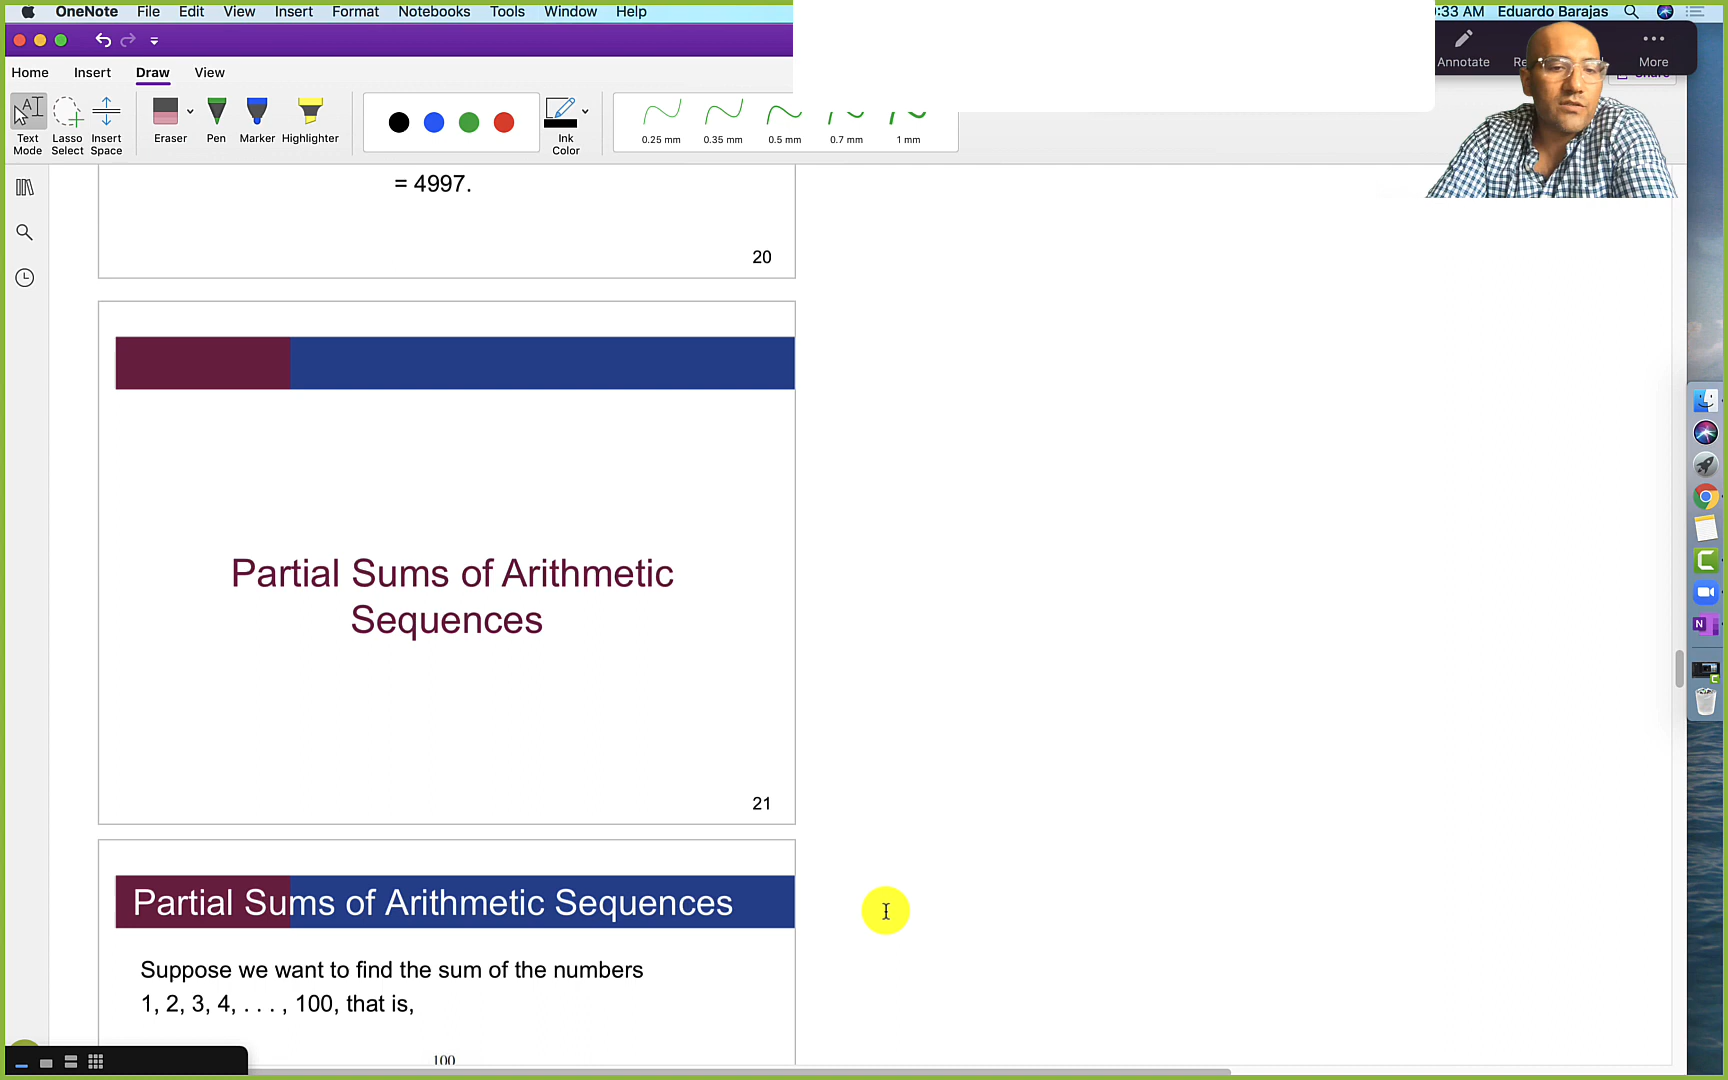 OneNote File Edit View Insert Format Notebooks Tools Window Help
:33 AM Eduardo Barajas
Annotate
More
Home Insert Draw View
Share
Text Mode
Lasso Select
Insert Space
Eraser
Pen
Marker
Highlighter
Ink Color
0.25 mm 0.35 mm 0.5 mm 0.7 mm 1 mm
= 4997.
20
Partial Sums of Arithmetic
Sequences
21
Partial Sums of Arithmetic Sequences
Suppose we want to find the sum of the numbers
1, 2, 3, 4, . . . , 100, that is,
100